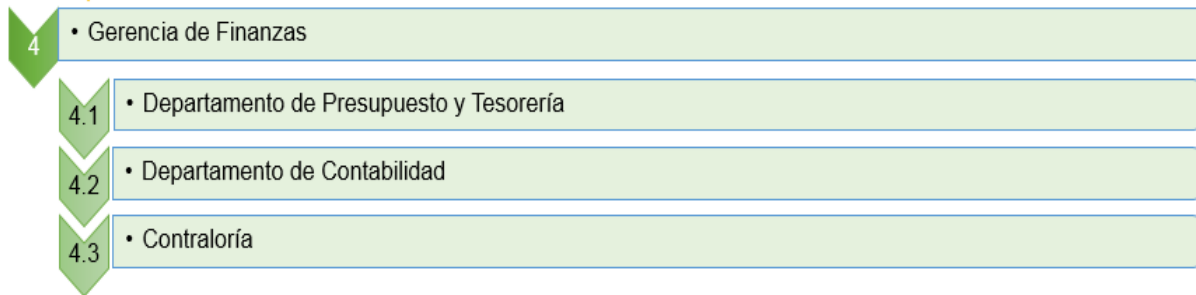 4 • Gerencia de Finanzas
4.1 • Departamento de Presupuesto y Tesorería
4.2 • Departamento de Contabilidad
4.3 • Contraloría